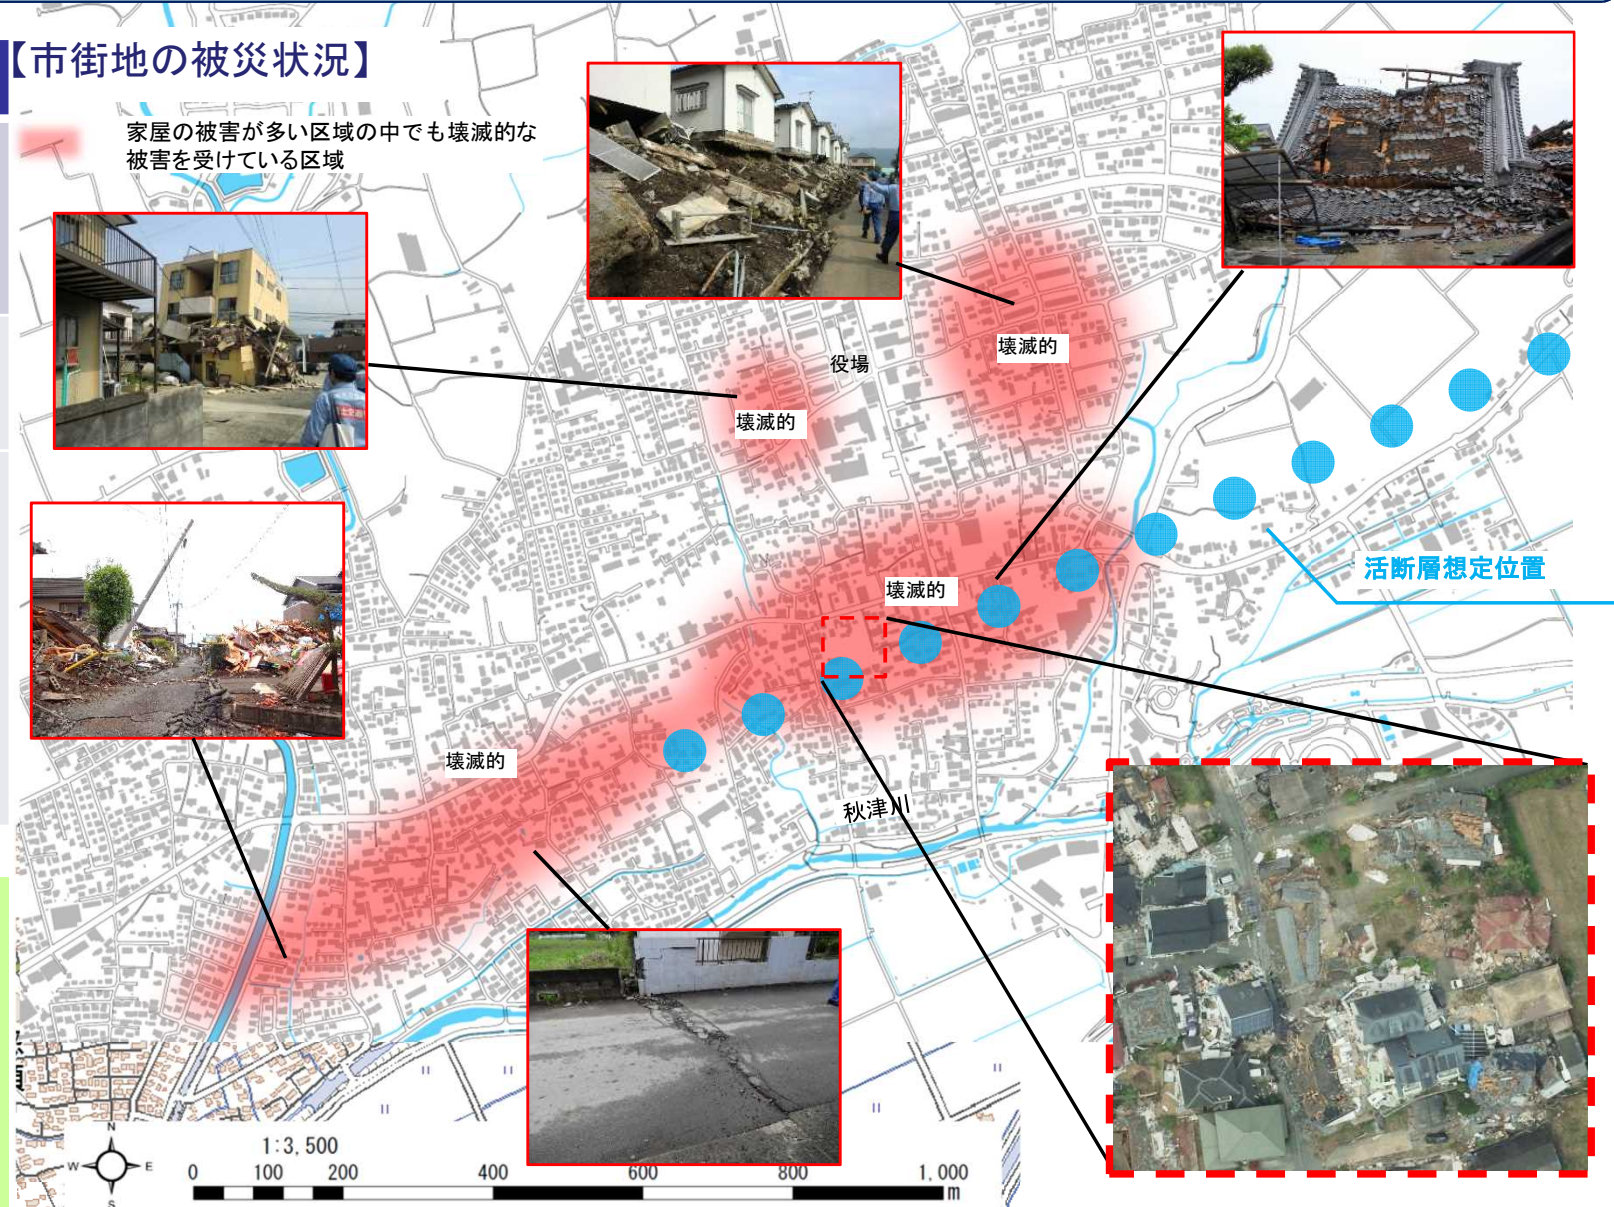 【市街地の被災状況】
家屋の被害が多い区域の中でも壊滅的な
被害を受けている区域
役場
壊滅的
壊滅的
壊滅的
壊滅的
活断層想定位置
秋津川
N
W
E
S
1:3,500
0 100 200 400 600 800 1,000
m